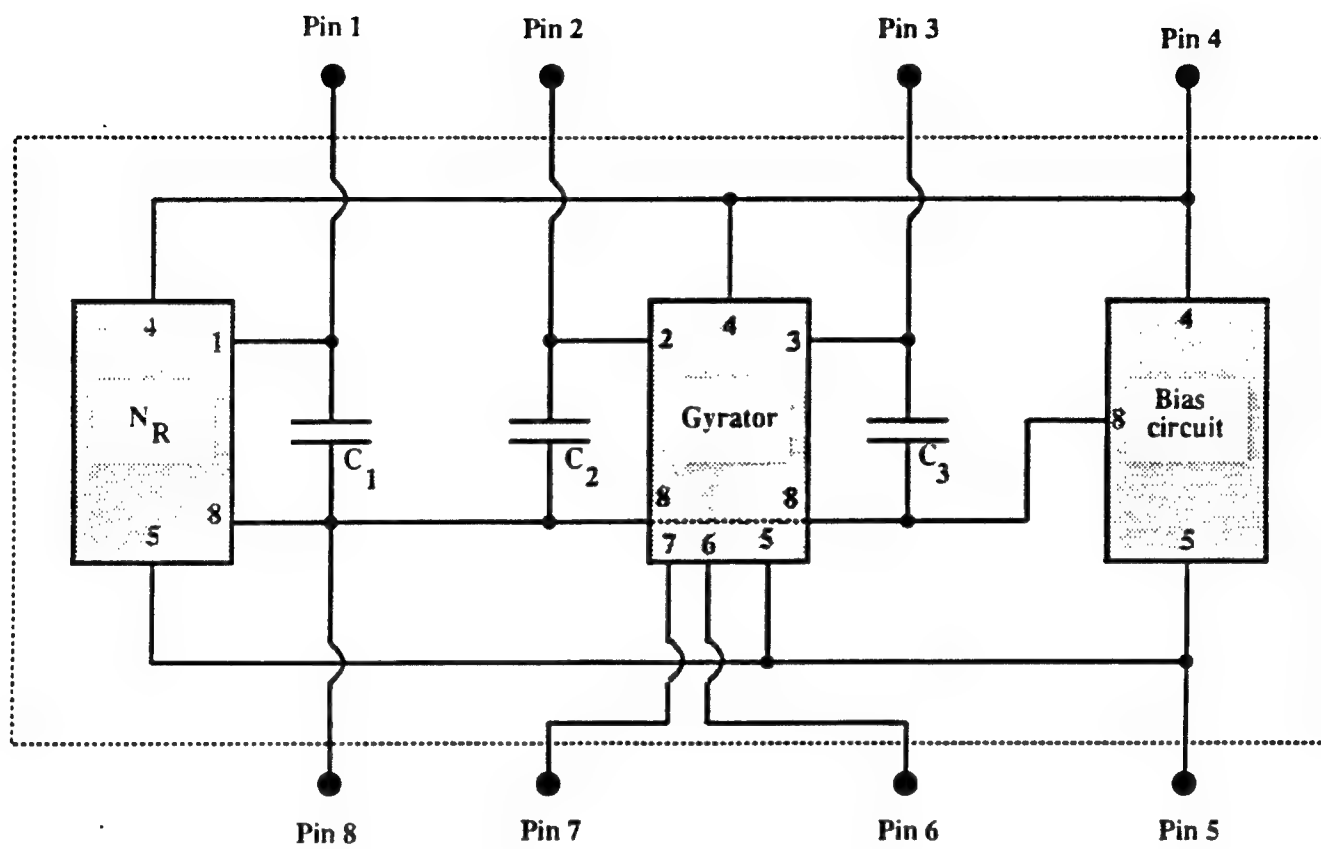 Pin 1
Pin 2
Pin 3
Pin 4
4
1
N_R
8
5
C_1
C_2
2
4
3
Gyrator
8
8
7
6
5
C_3
4
8
Bias
circuit
5
Pin 8
Pin 7
Pin 6
Pin 5